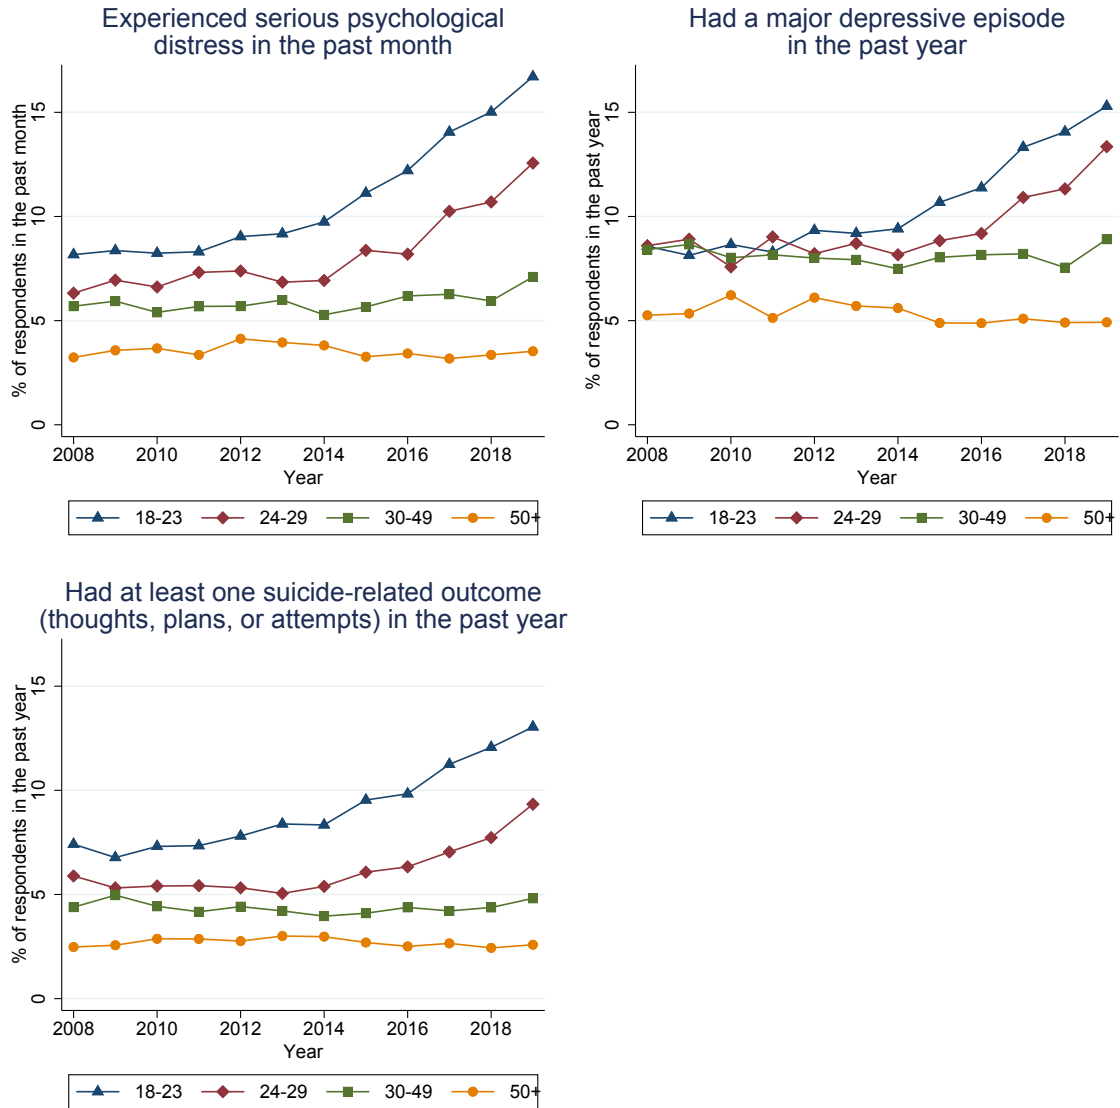 Experienced serious psychological
distress in the past month
% of respondents in the past month
15
10
5
0
2008 2010 2012 2014 2016 2018
Year
18-23 24-29 30-49 50+
Had a major depressive episode
in the past year
% of respondents in the past year
15
10
5
0
2008 2010 2012 2014 2016 2018
Year
18-23 24-29 30-49 50+
Had at least one suicide-related outcome
(thoughts, plans, or attempts) in the past year
% of respondents in the past year
15
10
5
0
2008 2010 2012 2014 2016 2018
Year
18-23 24-29 30-49 50+